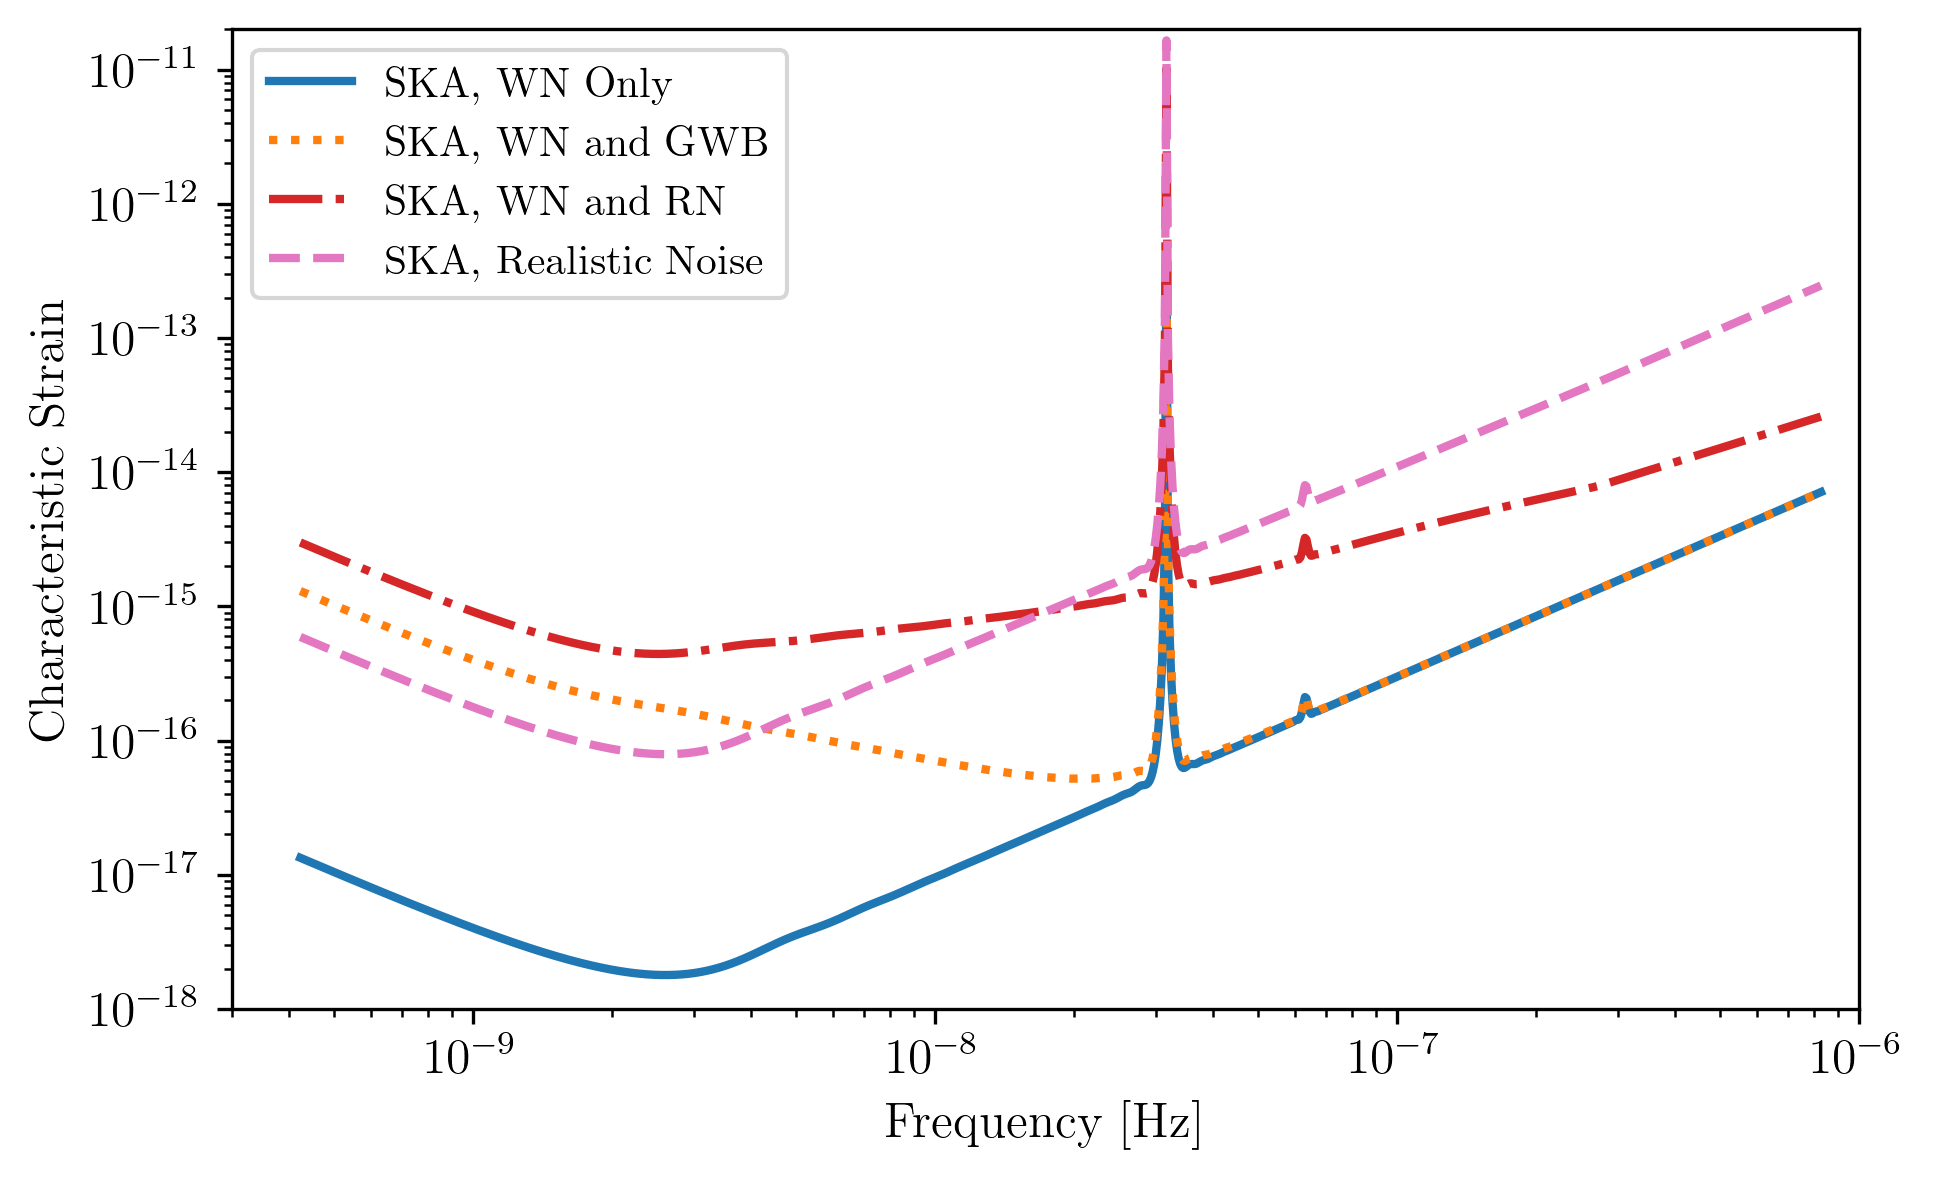 10⁻¹¹
10⁻¹²
10⁻¹³
10⁻¹⁴
10⁻¹⁵
10⁻¹⁶
10⁻¹⁷
10⁻¹⁸
Characteristic Strain
SKA, WN Only
SKA, WN and GWB
SKA, WN and RN
SKA, Realistic Noise
10⁻⁹
10⁻⁸
10⁻⁷
10⁻⁶
Frequency [Hz]